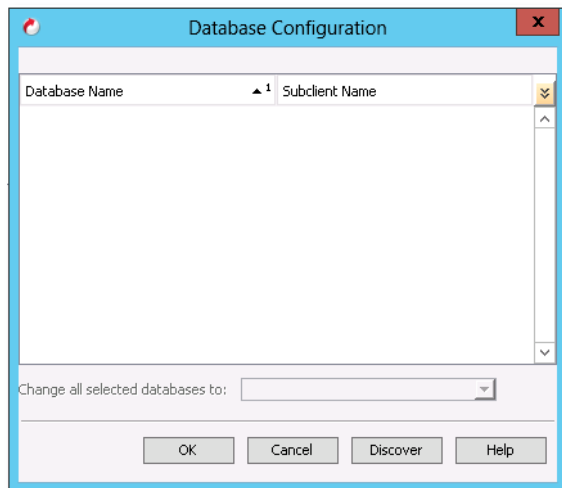 Database Configuration
x
Database Name 1 Subclient Name
Change all selected databases to:
OK Cancel Discover Help